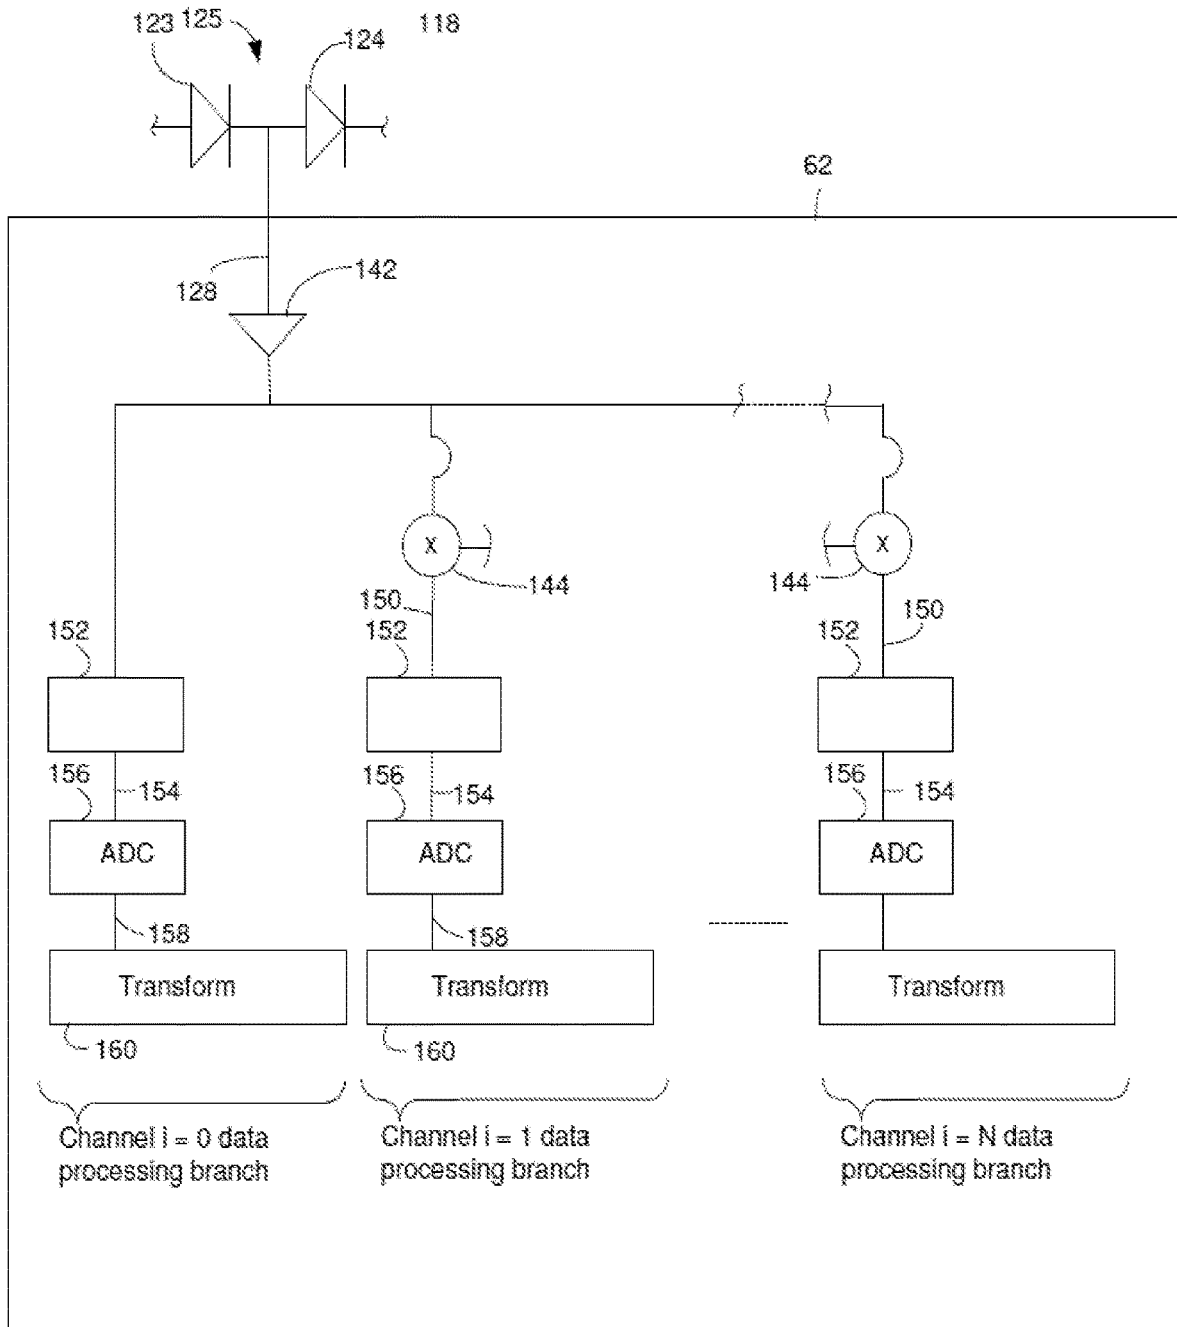 123 125 124 118
62
128 142
X X
144 144
150 150
152 152 152
156 154 156 154 156 154
ADC ADC ADC
158 158
Transform Transform Transform
160 160
Channel i = 0 data Channel i = 1 data Channel i = N data
processing branch processing branch processing branch